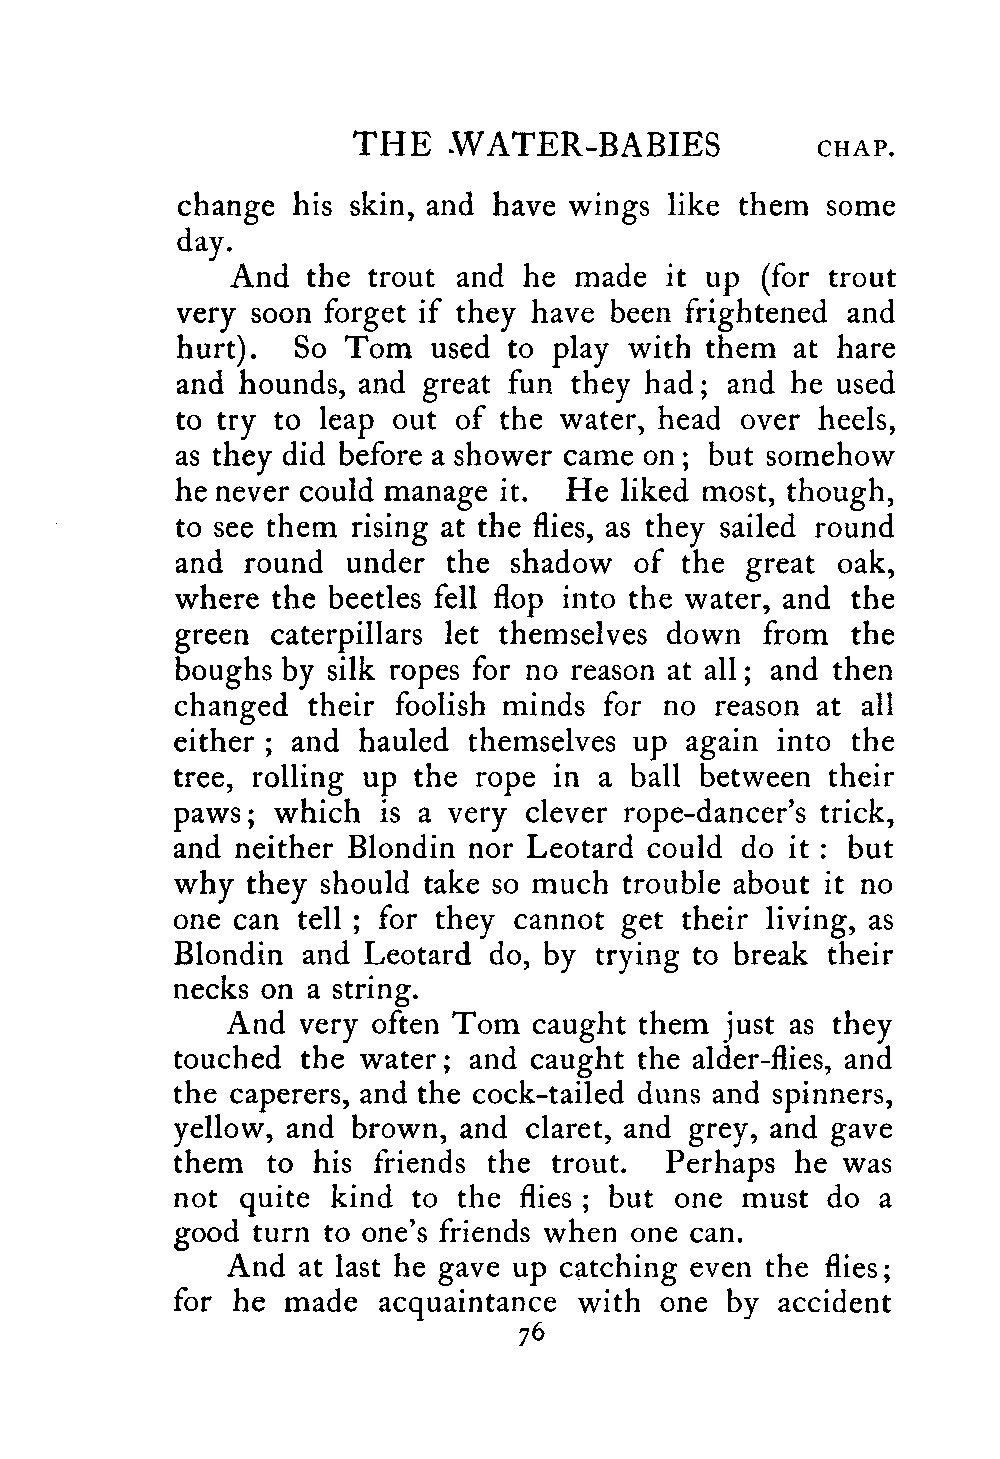 THE WATER-BABIES CHAP.
change his skin, and have wings like them some
day.
And the trout and he made it up (for trout
very soon forget if they have been frightened and
hurt). So Tom used to play with them at hare
and hounds, and great fun they had; and he used
to try to leap out of the water, head over heels,
as they did before a shower came on; but somehow
he never could manage it. He liked most, though,
to see them rising at the flies, as they sailed round
and round under the shadow of the great oak,
where the beetles fell flop into the water, and the
green caterpillars let themselves down from the
boughs by silk ropes for no reason at all; and then
changed their foolish minds for no reason at all
either; and hauled themselves up again into the
tree, rolling up the rope in a ball between their
paws; which is a very clever rope-dancer's trick,
and neither Blondin nor Leotard could do it: but
why they should take so much trouble about it no
one can tell; for they cannot get their living, as
Blondin and Leotard do, by trying to break their
necks on a string.
And very often Tom caught them just as they
touched the water; and caught the alder-flies, and
the caperers, and the cock-tailed duns and spinners,
yellow, and brown, and claret, and grey, and gave
them to his friends the trout. Perhaps he was
not quite kind to the flies; but one must do a
good turn to one's friends when one can.
And at last he gave up catching even the flies;
for he made acquaintance with one by accident
76